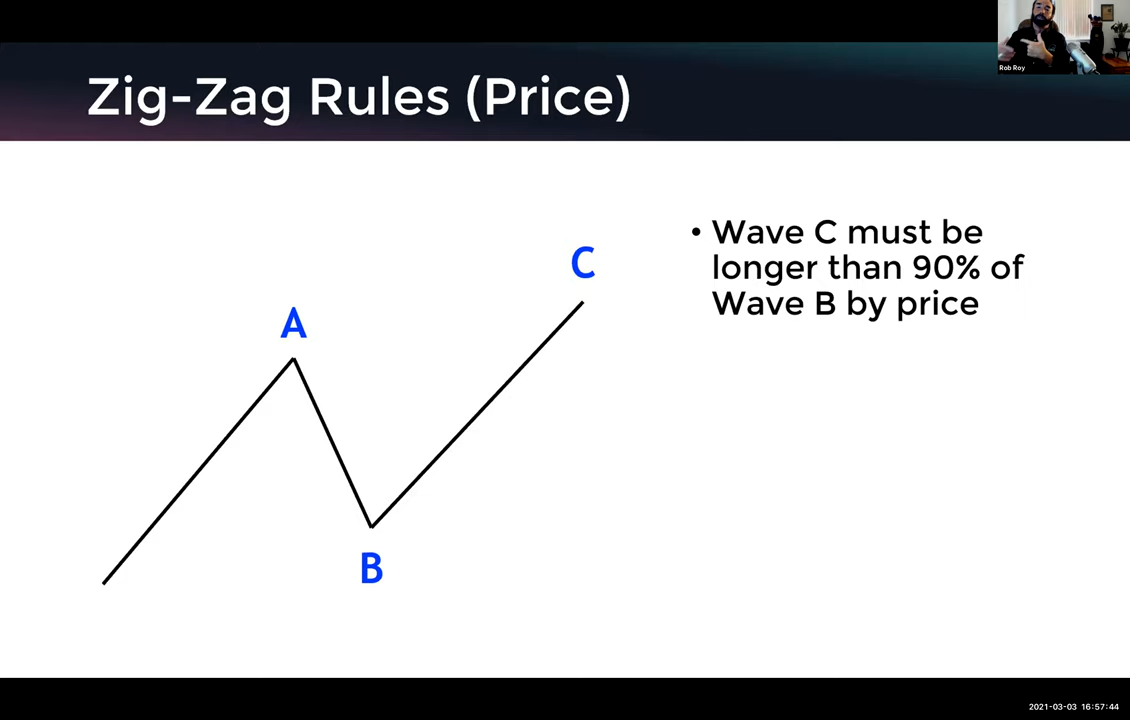 Rob Roy
Zig-Zag Rules (Price)
• Wave C must be
longer than 90% of
Wave B by price
C
A
B
2021-03-03 16:57:44